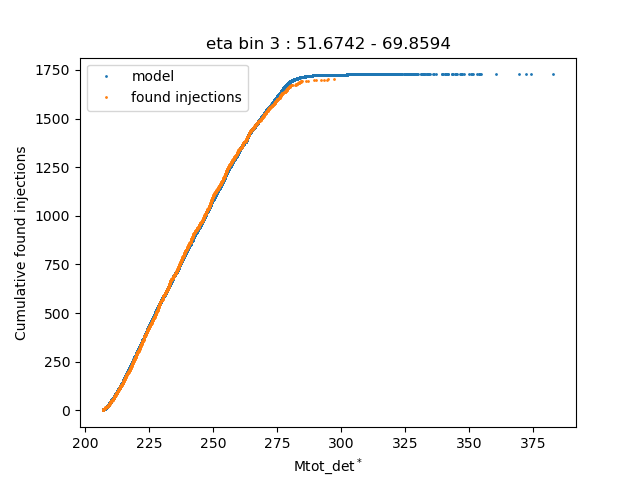 eta bin 3 : 51.6742 - 69.8594
model
found injections
Cumulative found injections
1750
1500
1250
1000
750
500
250
0
200 225 250 275 300 325 350 375
Mtot_det*